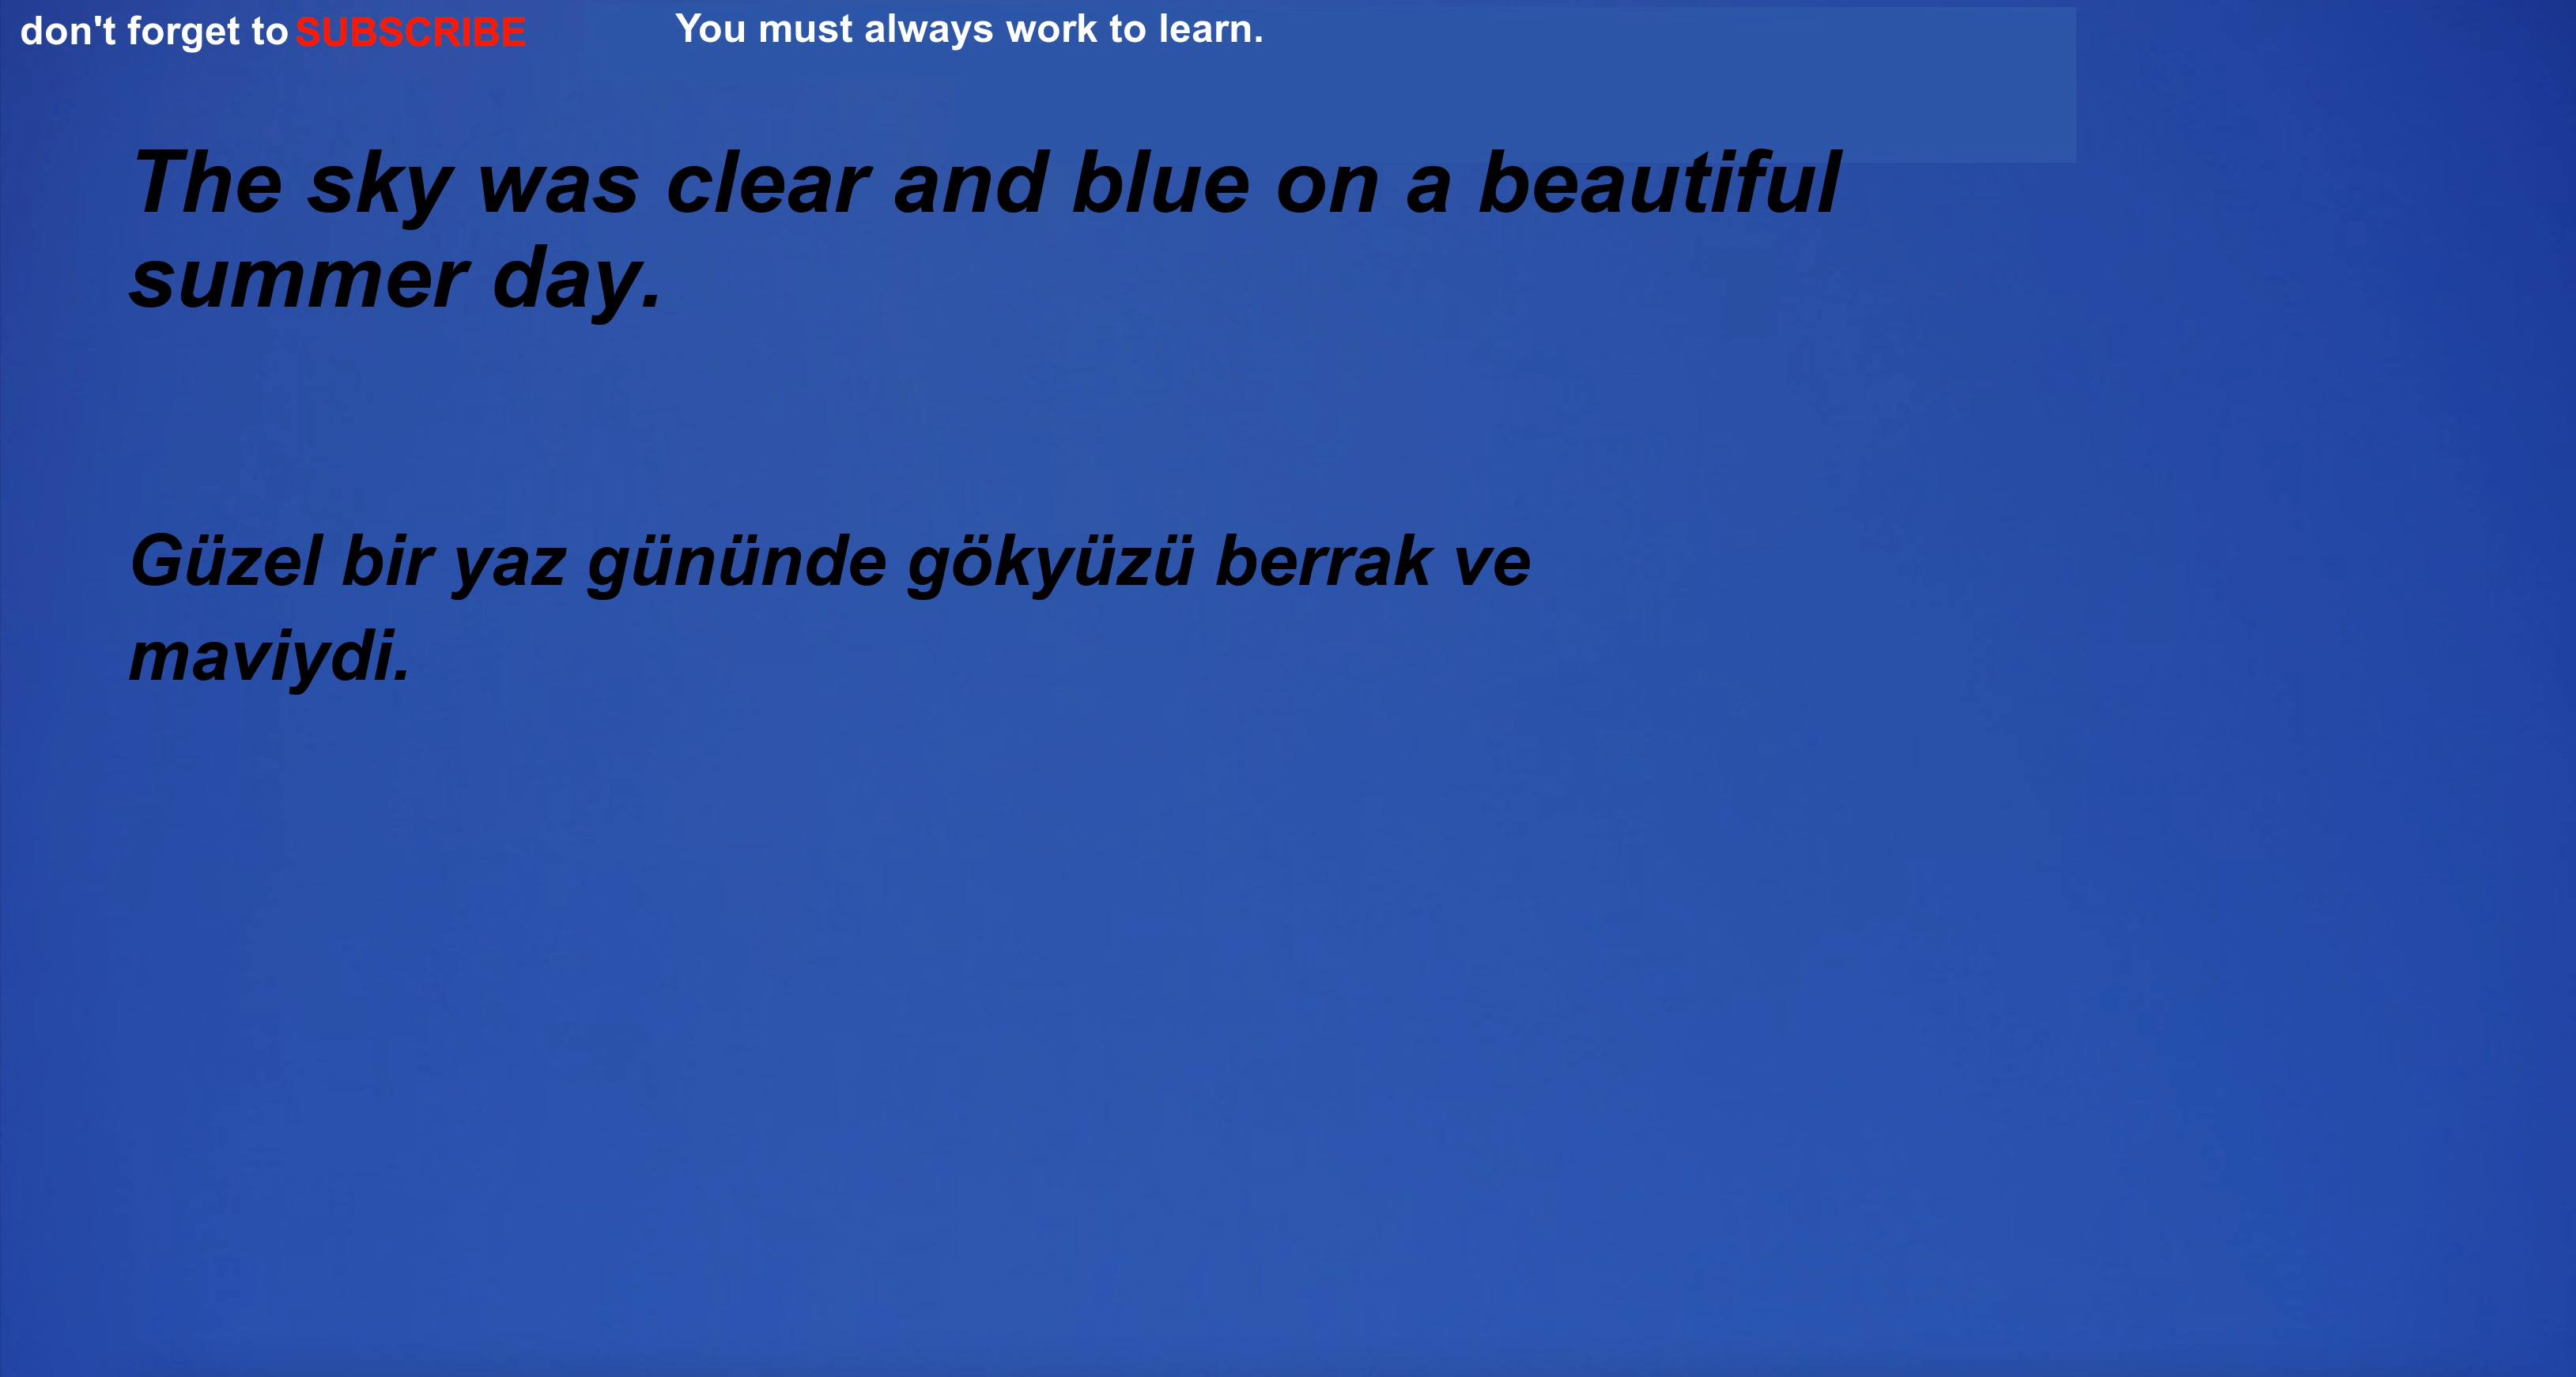 don't forget to SUBSCRIBE You must always work to learn.
The sky was clear and blue on a beautiful
summer day.
Güzel bir yaz gününde gökyüzü berrak ve
maviydi.